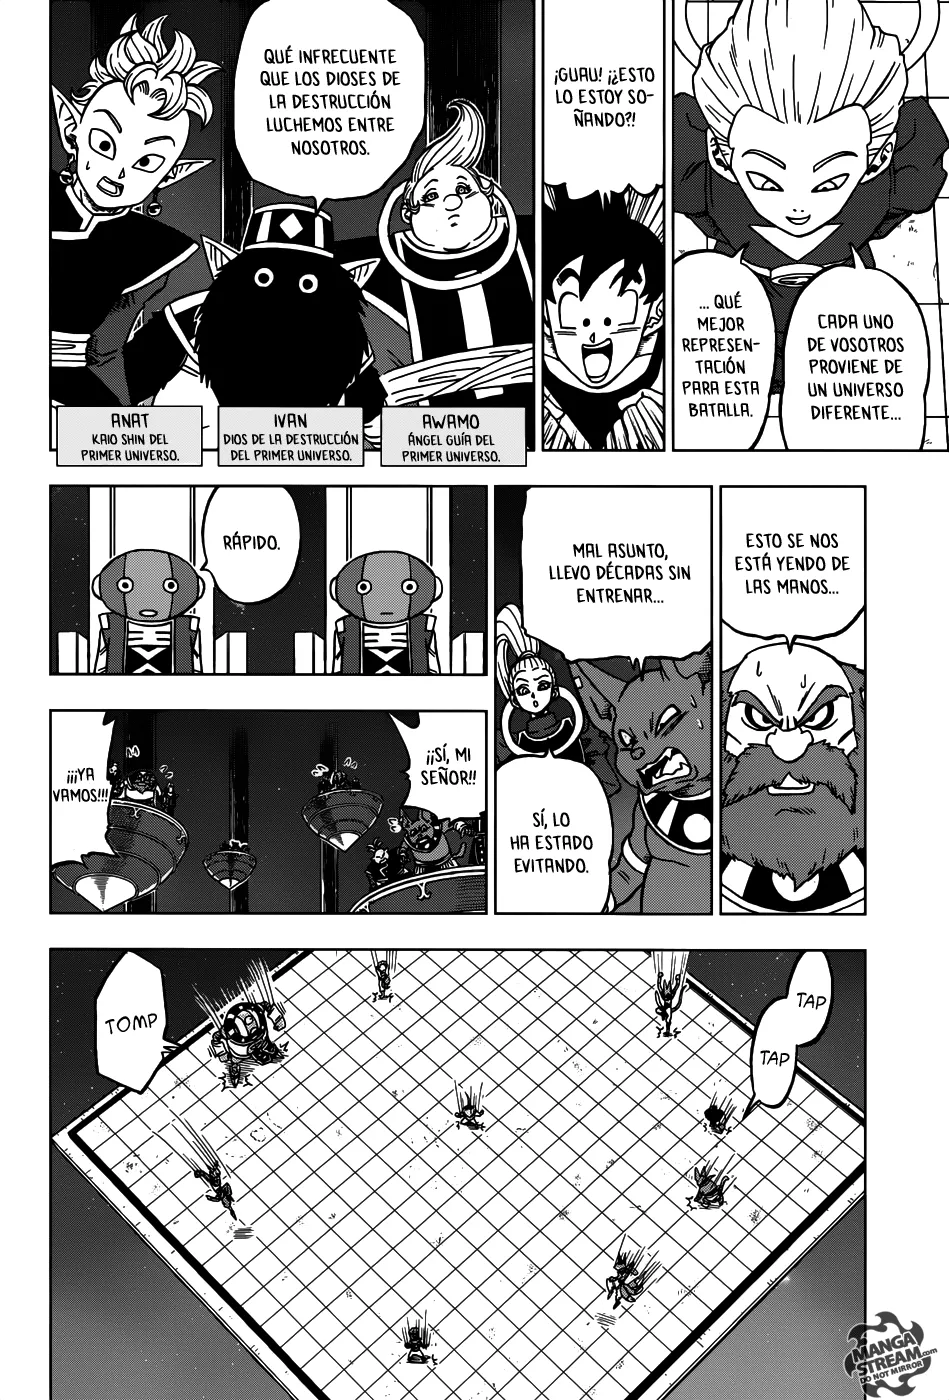 CADA UNO
DE VOSOTROS
PROVIENE DE
UN UNIVERSO
DIFERENTE...
... QUÉ
MEJOR
REPRESEN-
TACIÓN
PARA ESTA
BATALLA.
¡GUAU! ¡¿ESTO
LO ESTOY SO-
ÑANDO?!
QUÉ INFRECUENTE
QUE LOS DIOSES DE
LA DESTRUCCIÓN
LUCHEMOS ENTRE
NOSOTROS.
AWAMO
ÁNGEL GUÍA DEL
PRIMER UNIVERSO.
IVAN
DIOS DE LA DESTRUCCIÓN
DEL PRIMER UNIVERSO.
ANAT
KAIO SHIN DEL
PRIMER UNIVERSO.
ESTO SE NOS
ESTÁ YENDO DE
LAS MANOS...
MAL ASUNTO,
LLEVO DÉCADAS SIN
ENTRENAR...
SÍ, LO
HA ESTADO
EVITANDO.
RÁPIDO.
¡¡SÍ, MI
SEÑOR!!
¡¡¡YA
VAMOS!!!
TAP
TAP
TOMP
MANGA
STREAM.com
DO NOT MIRROR